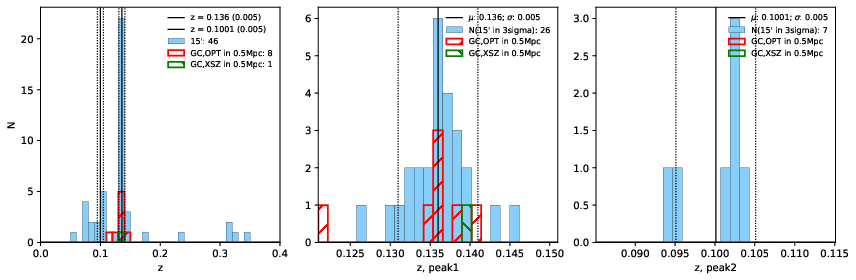 z = 0.136 (0.005)
z = 0.1001 (0.005)
15': 46
GC,OPT in 0.5Mpc: 8
GC,XSZ in 0.5Mpc: 1
N
20
15
10
5
0
0.0 0.1 0.2 0.3 0.4
z
μ: 0.136; σ: 0.005
N(15' in 3sigma): 26
GC,OPT in 0.5Mpc
GC,XSZ in 0.5Mpc
6
5
4
3
2
1
0
0.125 0.130 0.135 0.140 0.145 0.150
z, peak1
μ: 0.1001; σ: 0.005
N(15' in 3sigma): 7
GC,OPT in 0.5Mpc
GC,XSZ in 0.5Mpc
3.0
2.5
2.0
1.5
1.0
0.5
0.0
0.090 0.095 0.100 0.105 0.110 0.115
z, peak2